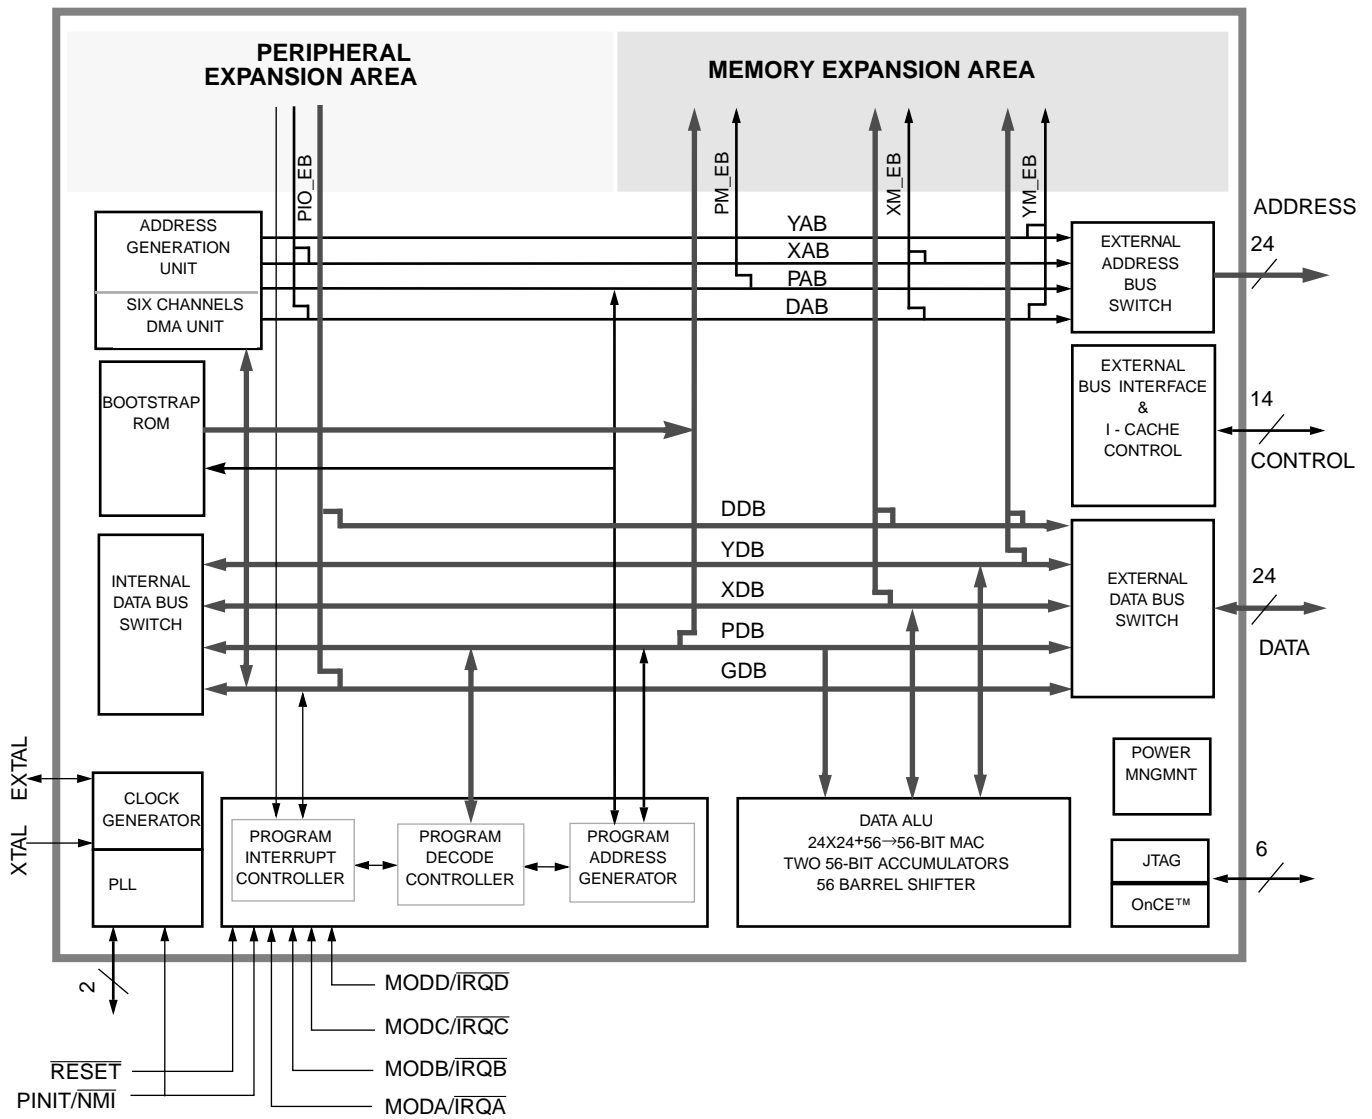 PERIPHERAL
EXPANSION AREA
MEMORY EXPANSION AREA
PIO_EB
PM_EB
XM_EB
YM_EB
ADDRESS
GENERATION
UNIT
SIX CHANNELS
DMA UNIT
YAB
XAB
PAB
DAB
EXTERNAL
ADDRESS
BUS
SWITCH
ADDRESS
24
BOOTSTRAP
ROM
EXTERNAL
BUS INTERFACE
&
I - CACHE
CONTROL
14
CONTROL
DDB
YDB
XDB
PDB
GDB
INTERNAL
DATA BUS
SWITCH
EXTERNAL
DATA BUS
SWITCH
24
DATA
EXTAL
XTAL
CLOCK
GENERATOR
PLL
PROGRAM
INTERRUPT
CONTROLLER
PROGRAM
DECODE
CONTROLLER
PROGRAM
ADDRESS
GENERATOR
DATA ALU
24X24+56→56-BIT MAC
TWO 56-BIT ACCUMULATORS
56 BARREL SHIFTER
POWER
MNGMNT
JTAG
OnCE™
6
2
MODD/IRQD
MODC/IRQC
MODB/IRQB
MODA/IRQA
RESET
PINIT/NMI